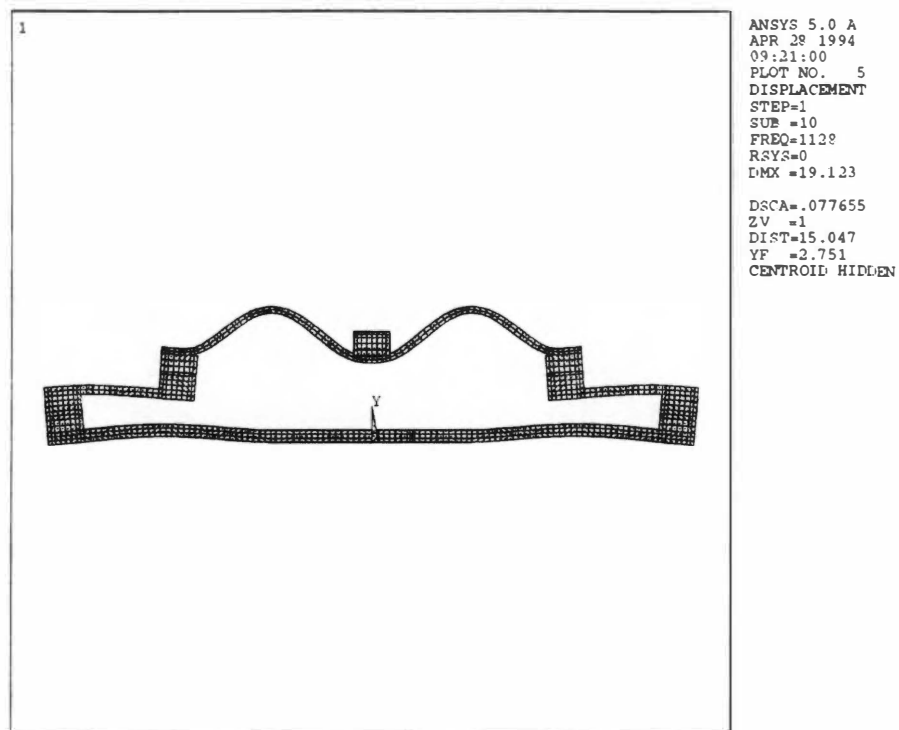 1
ANSYS 5.0 A
APR 28 1994
09:21:00
PLOT NO. 5
DISPLACEMENT
STEP=1
SUB =10
FREQ=1128
RSYS=0
DMX =19.123
DSCA=.077655
ZV =1
DIST=15.047
YF =2.751
CENTROID HIDDEN
Y